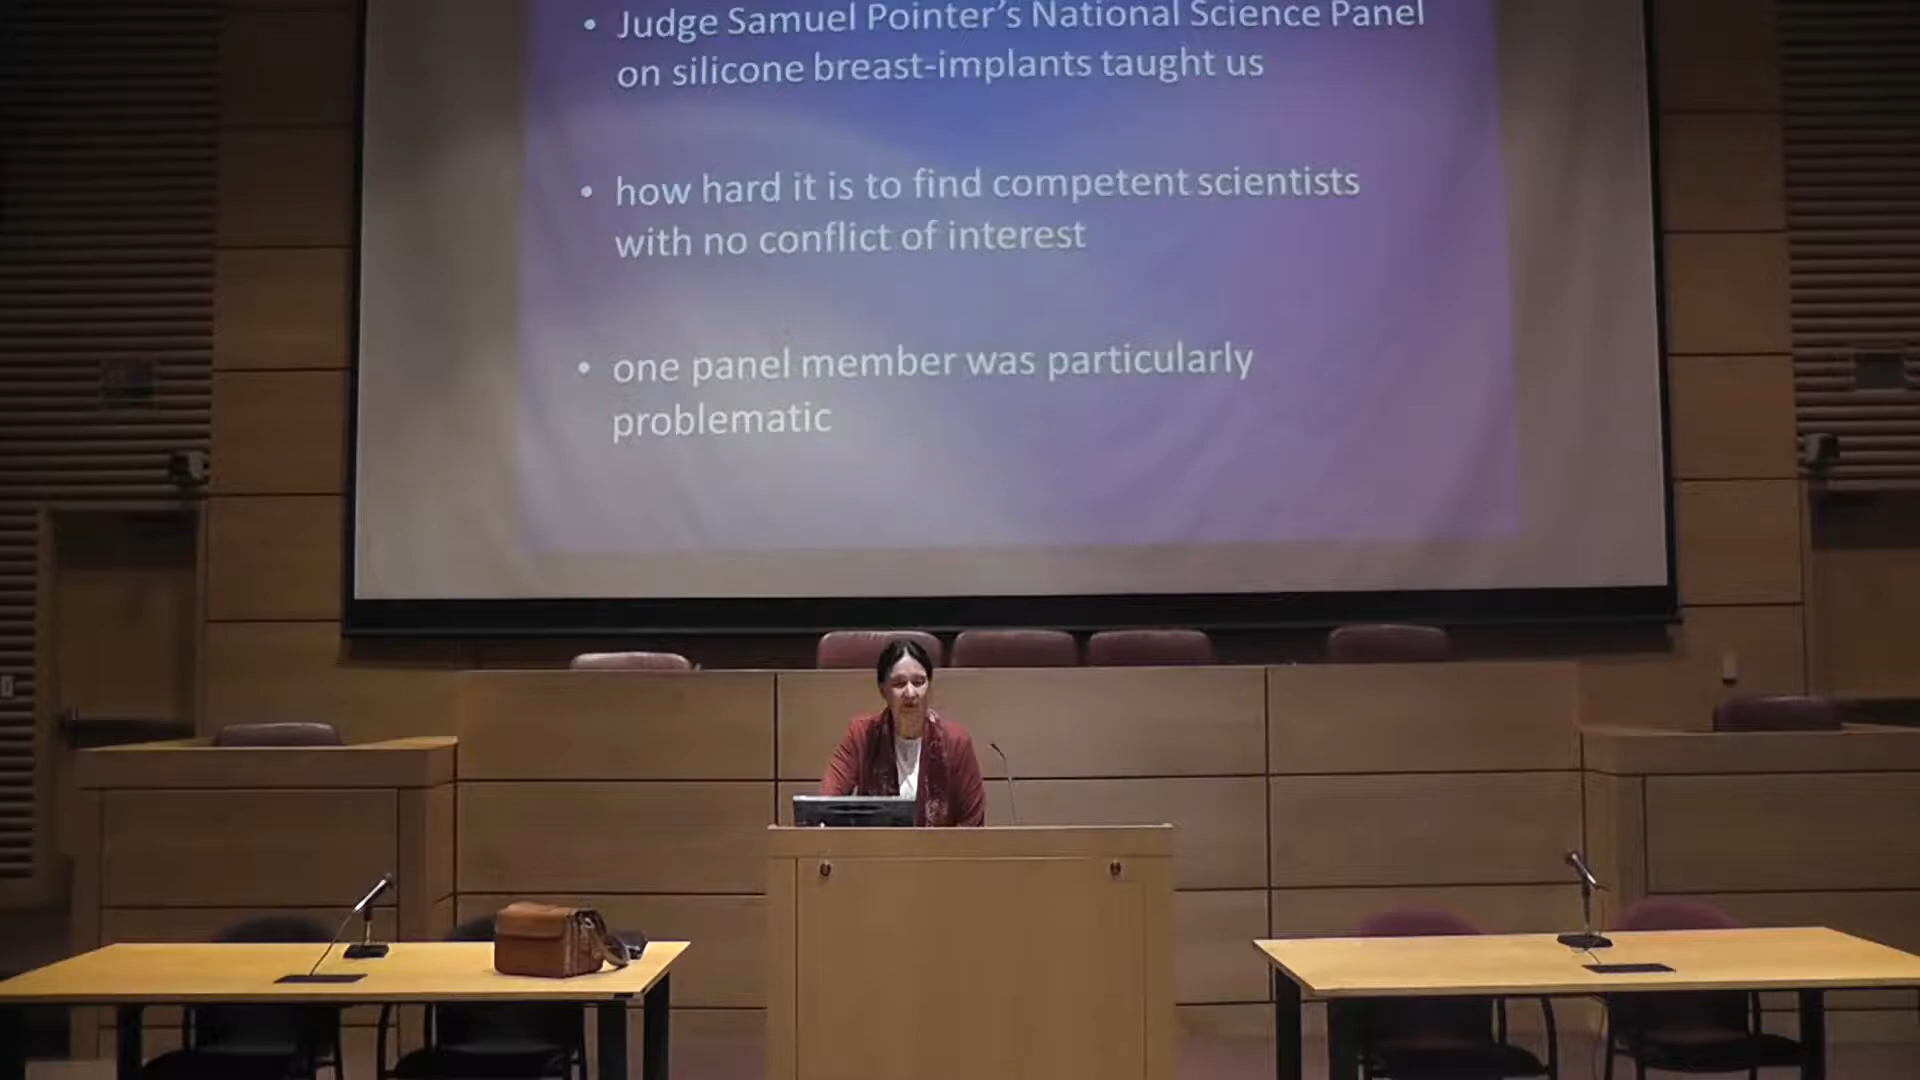 • Judge Samuel Pointer’s National Science Panel
on silicone breast-implants taught us
• how hard it is to find competent scientists
with no conflict of interest
• one panel member was particularly
problematic